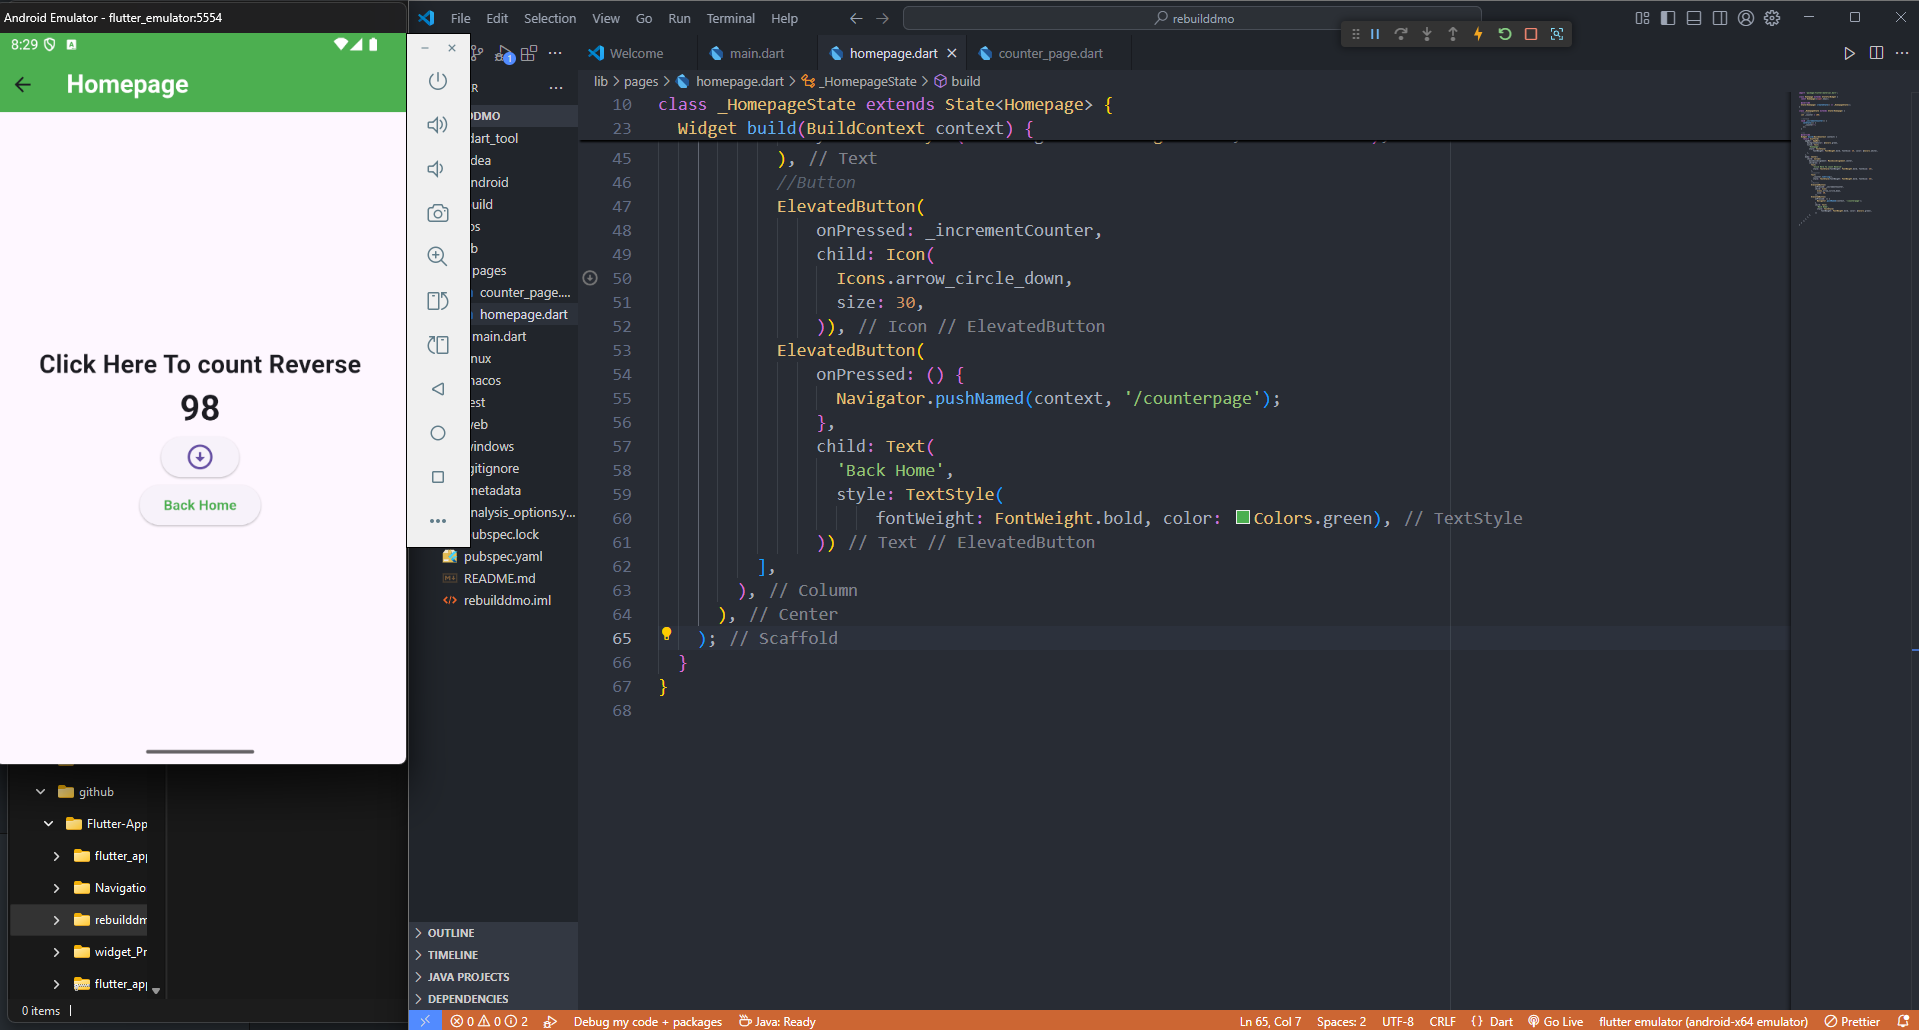 Android Emulator - flutter_emulator:5554
8:29
Homepage
Click Here To count Reverse
98
Back Home
github
Flutter-App
flutter_app
Navigatio
rebuilddm
widget_Pr
flutter_app
0 items
File Edit Selection View Go Run Terminal Help
rebuilddmo
Welcome main.dart homepage.dart counter_page.dart
lib > pages > homepage.dart > _HomepageState > build
R
DDMO
dart_tool
dea
ndroid
uild
os
b
pages
counter_page....
homepage.dart
main.dart
nux
nacos
est
veb
vindows
gitignore
metadata
nalysis_options.y...
ubspec.lock
pubspec.yaml
README.md
rebuilddmo.iml
OUTLINE
TIMELINE
JAVA PROJECTS
DEPENDENCIES
10 class _HomepageState extends State<Homepage> {
23 Widget build(BuildContext context) {
45 ), // Text
46 //Button
47 ElevatedButton(
48 onPressed: _incrementCounter,
49 child: Icon(
50 Icons.arrow_circle_down,
51 size: 30,
52 )), // Icon // ElevatedButton
53 ElevatedButton(
54 onPressed: () {
55 Navigator.pushNamed(context, '/counterpage');
56 },
57 child: Text(
58 'Back Home',
59 style: TextStyle(
60 fontWeight: FontWeight.bold, color: Colors.green), // TextStyle
61 )) // Text // ElevatedButton
62 ],
63 ), // Column
64 ), // Center
65 ); // Scaffold
66 }
67 }
68
0 0 2 Debug my code + packages Java: Ready Ln 65, Col 7 Spaces: 2 UTF-8 CRLF {} Dart Go Live flutter emulator (android-x64 emulator) Prettier